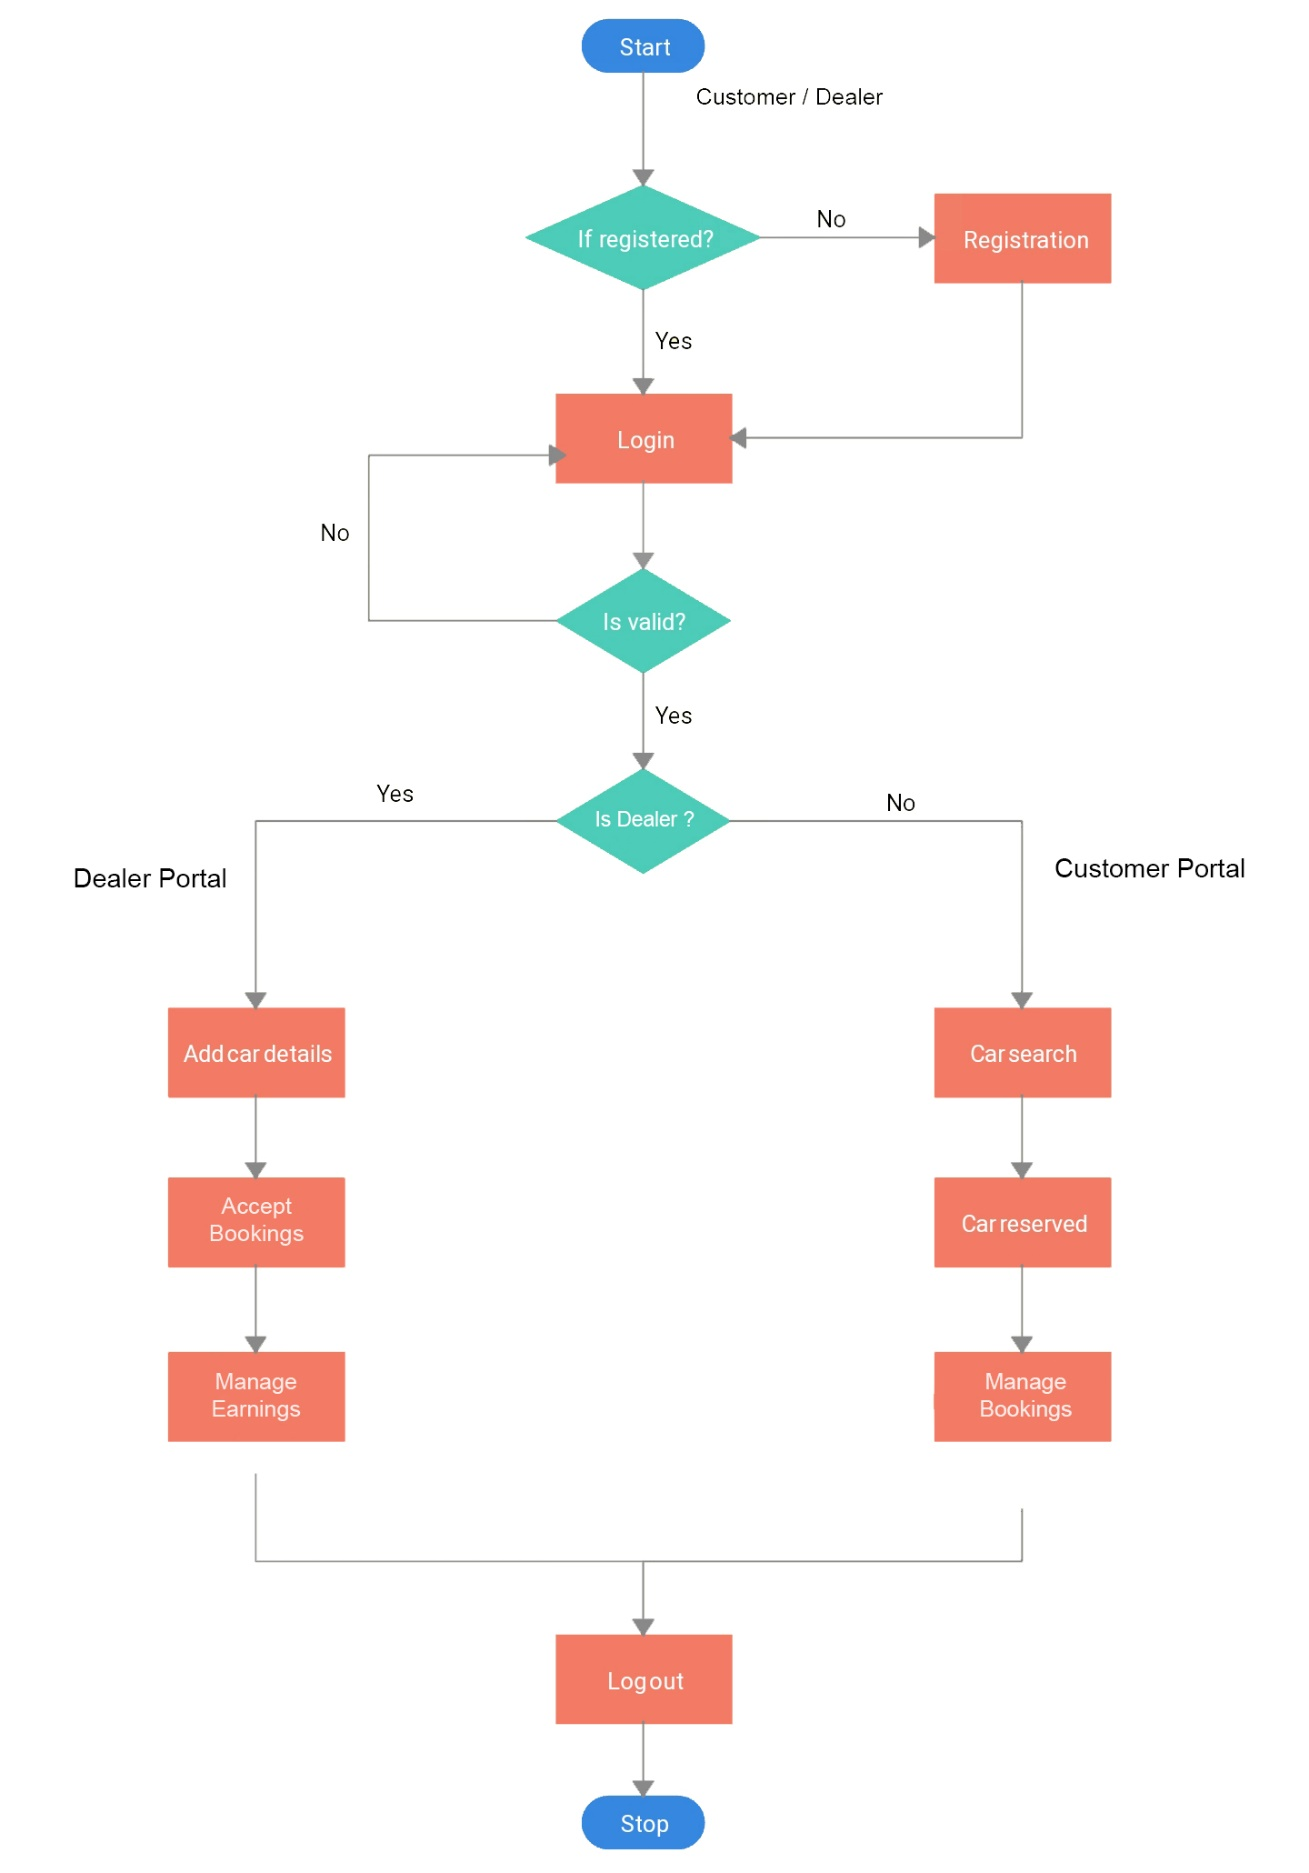 Start
Customer / Dealer
If registered?
No
Registration
Yes
Login
No
Is valid?
Yes
Is Dealer ?
Yes
No
Dealer Portal
Customer Portal
Add car details
Car search
Accept
Bookings
Car reserved
Manage
Earnings
Manage
Bookings
Logout
Stop